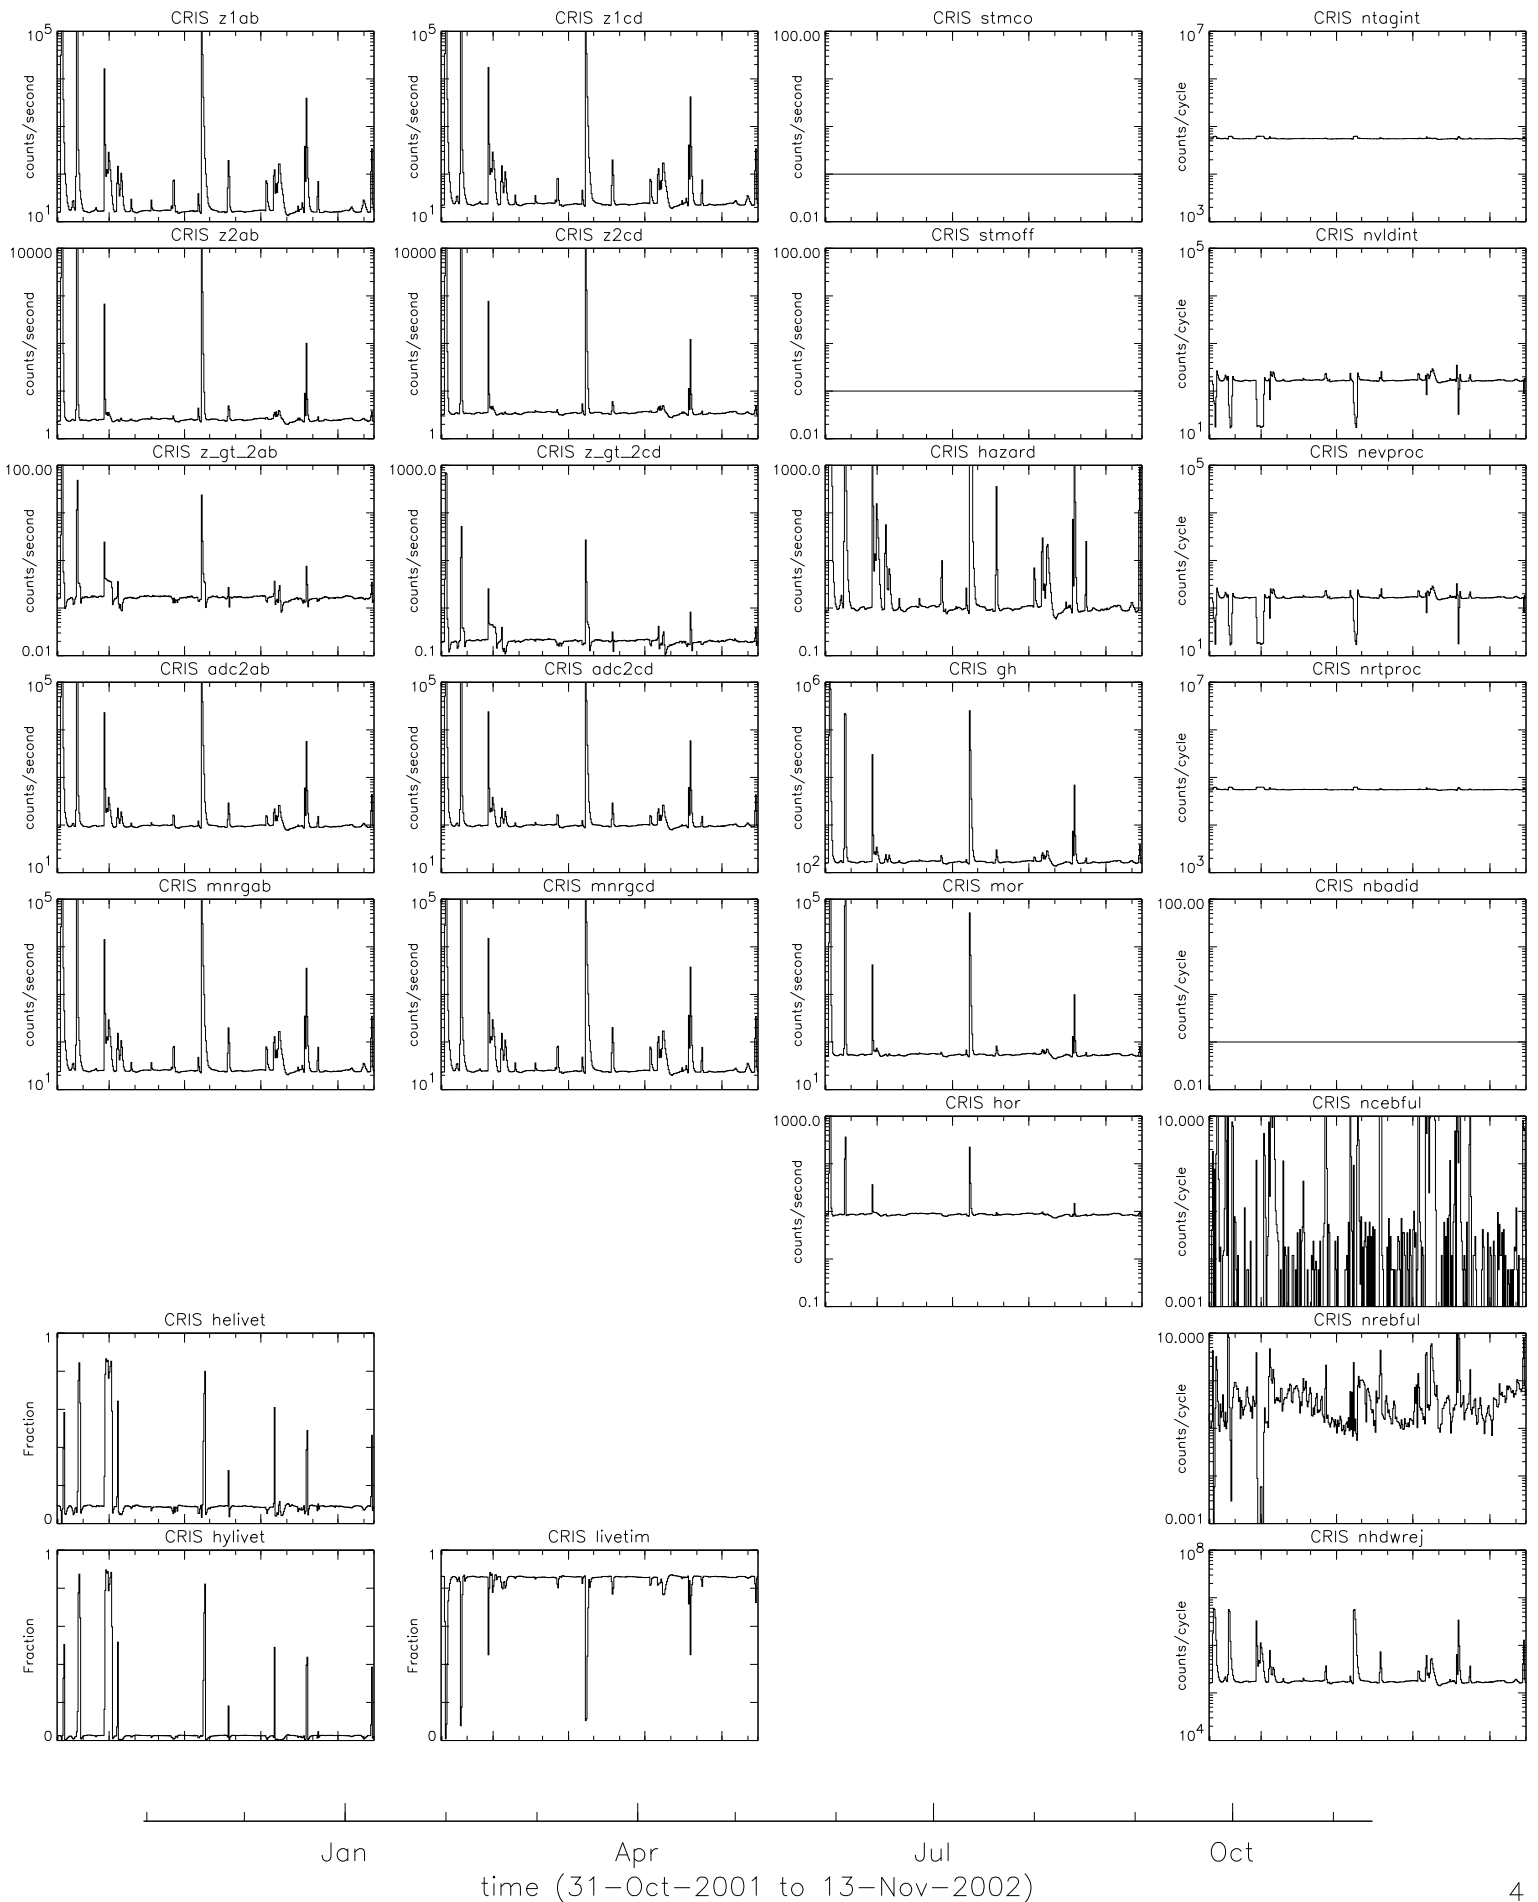 CRIS z1ab
10^5
counts/second
10^1
CRIS z1cd
10^5
counts/second
10^1
CRIS stmco
100.00
counts/second
0.01
CRIS ntagint
10^7
counts/cycle
10^3
CRIS z2ab
10000
counts/second
1
CRIS z2cd
10000
counts/second
1
CRIS stmoff
100.00
counts/second
0.01
CRIS nvldint
10^5
counts/cycle
10^1
CRIS z_gt_2ab
100.00
counts/second
0.01
CRIS z_gt_2cd
1000.0
counts/second
0.1
CRIS hazard
1000.0
counts/second
0.1
CRIS nevproc
10^5
counts/cycle
10^1
CRIS adc2ab
10^5
counts/second
10^1
CRIS adc2cd
10^5
counts/second
10^1
CRIS gh
10^6
counts/second
10^2
CRIS nrtproc
10^7
counts/cycle
10^3
CRIS mnrgab
10^5
counts/second
10^1
CRIS mnrgcd
10^5
counts/second
10^1
CRIS mor
10^5
counts/second
10^1
CRIS nbadid
100.00
counts/cycle
0.01
CRIS hor
1000.0
counts/second
0.1
CRIS ncebful
10.000
counts/cycle
0.001
CRIS helivet
1
Fraction
0
CRIS nrebful
10.000
counts/cycle
0.001
CRIS hylivet
1
Fraction
0
CRIS livetim
1
Fraction
0
CRIS nhdwrej
10^8
counts/cycle
10^4
Jan Apr Jul Oct
time (31-Oct-2001 to 13-Nov-2002)
4